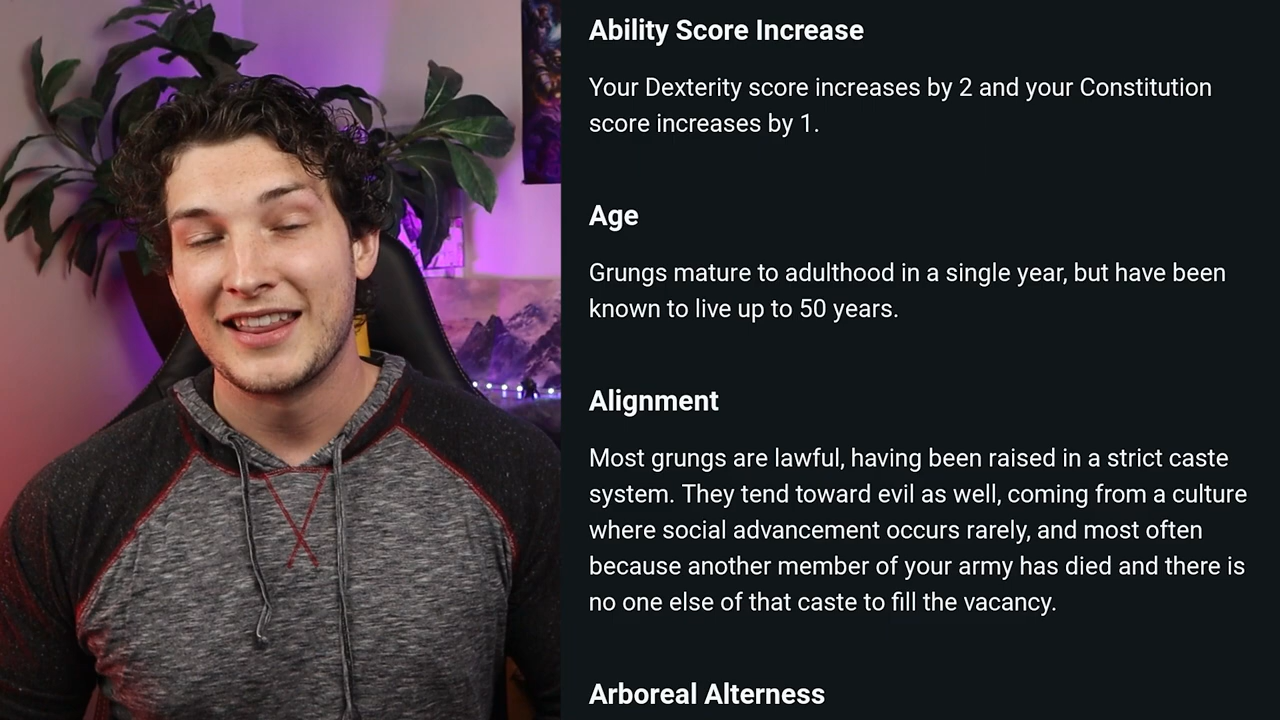 Ability Score Increase
Your Dexterity score increases by 2 and your Constitution
score increases by 1.
Age
Grungs mature to adulthood in a single year, but have been
known to live up to 50 years.
Alignment
Most grungs are lawful, having been raised in a strict caste
system. They tend toward evil as well, coming from a culture
where social advancement occurs rarely, and most often
because another member of your army has died and there is
no one else of that caste to fill the vacancy.
Arboreal Alterness